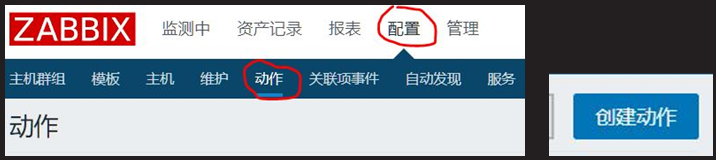 ZABBIX 监测中 资产记录 报表 配置 管理
主机群组 模板 主机 维护 动作 关联项事件 自动发现 服务
动作
创建动作